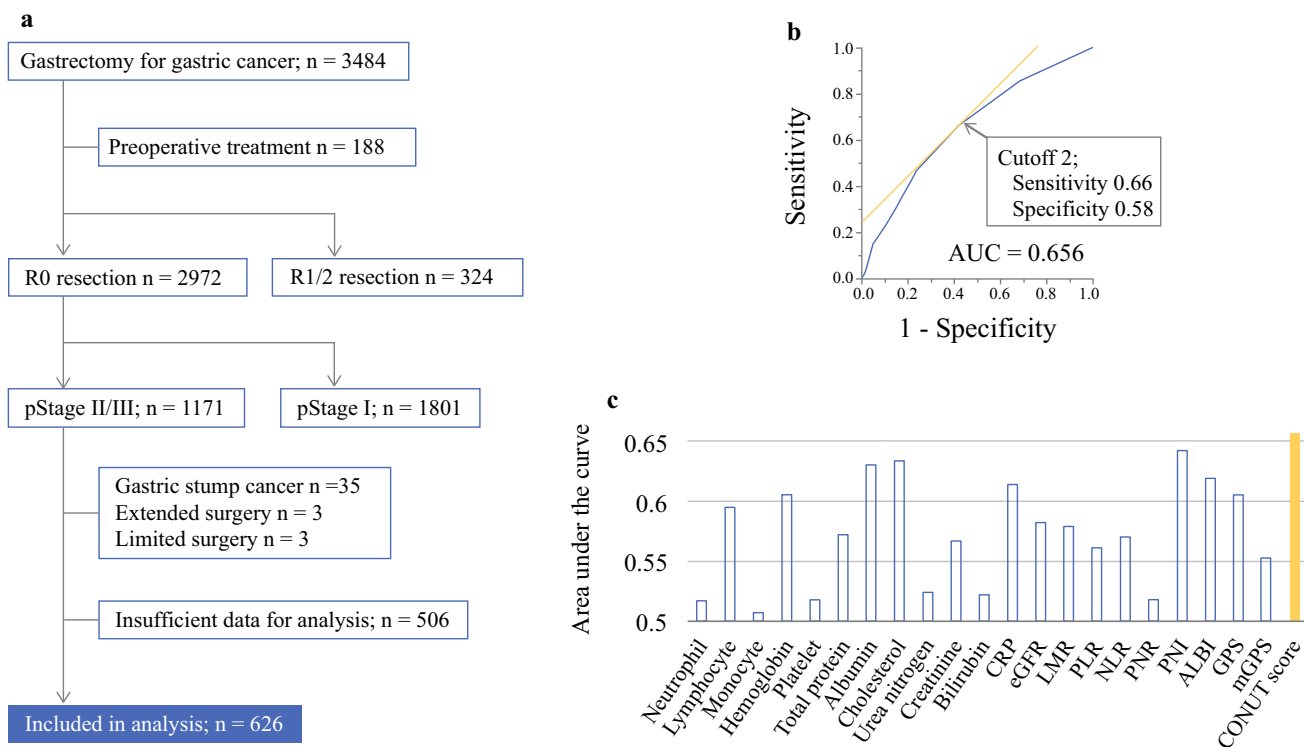 a
Gastrectomy for gastric cancer; n = 3484
Preoperative treatment n = 188
R0 resection n = 2972
R1/2 resection n = 324
pStage II/III; n = 1171
pStage I; n = 1801
Gastric stump cancer n =35
Extended surgery n = 3
Limited surgery n = 3
Insufficient data for analysis; n = 506
Included in analysis; n = 626
b
Sensitivity
1.0
0.8
0.6
0.4
0.2
0.0
0.0 0.2 0.4 0.6 0.8 1.0
1 - Specificity
Cutoff 2;
Sensitivity 0.66
Specificity 0.58
AUC = 0.656
c
Area under the curve
0.65
0.6
0.55
0.5
Neutrophil
Lymphocyte
Monocyte
Hemoglobin
Platelet
Total protein
Albumin
Cholesterol
Urea nitrogen
Creatinine
Bilirubin
CRP
eGFR
LMR
PLR
NLR
PNR
PNI
ALBI
GPS
mGPS
CONUT score